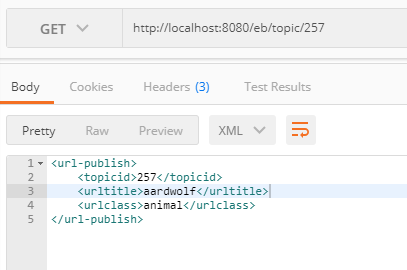 GET http://localhost:8080/eb/topic/257
Body Cookies Headers (3) Test Results
Pretty Raw Preview XML
1 <url-publish>
2 <topicid>257</topicid>
3 <urltitle>aardwolf</urltitle>
4 <urlclass>animal</urlclass>
5 </url-publish>